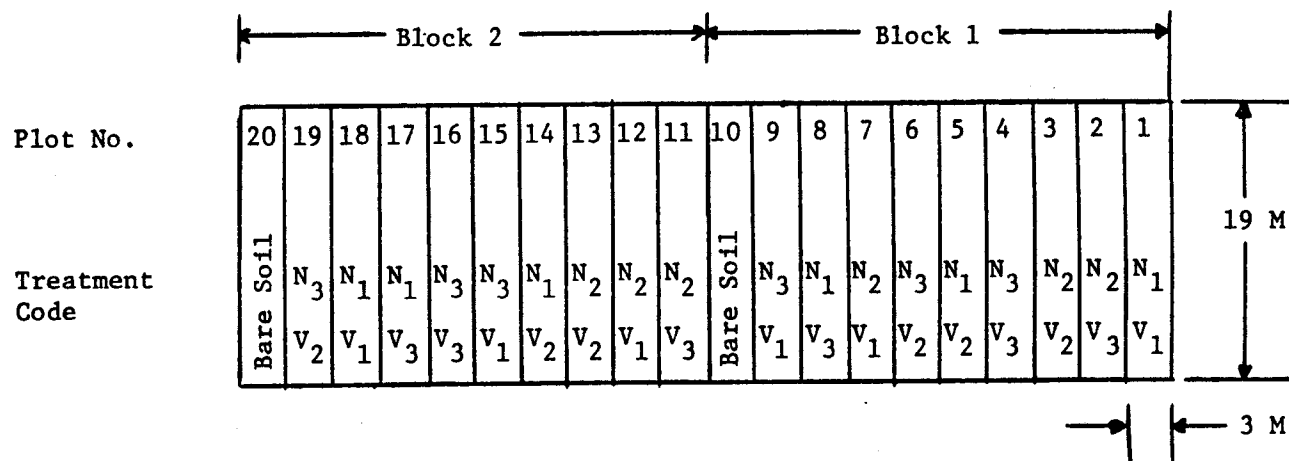 Block 2 Block 1
Plot No. 20 19 18 17 16 15 14 13 12 11 10 9 8 7 6 5 4 3 2 1
19 M
Treatment Code
Bare Soil N3 N1 N1 N3 N3 N1 N2 N2 N2 Bare Soil N3 N1 N2 N3 N1 N3 N2 N2 N1
V2 V1 V3 V3 V1 V2 V2 V1 V3 V1 V3 V1 V2 V2 V3 V2 V3 V1
3 M